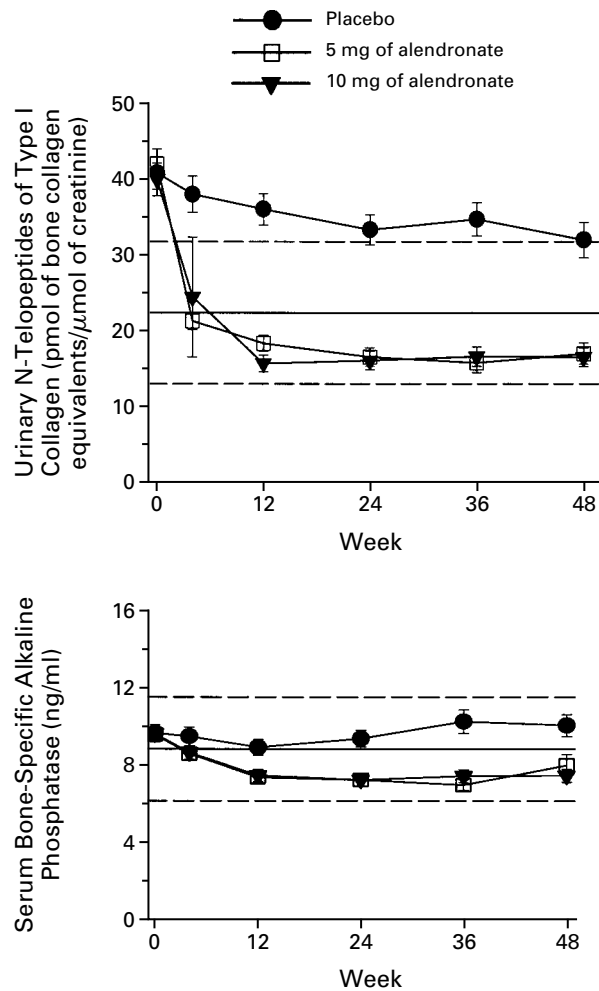 Placebo
5 mg of alendronate
10 mg of alendronate
Urinary N-Telopeptides of Type I
Collagen (pmol of bone collagen
equivalents/μmol of creatinine)
50
40
30
20
10
0
0 12 24 36 48
Week
Serum Bone-Specific Alkaline
Phosphatase (ng/ml)
16
12
8
4
0
0 12 24 36 48
Week